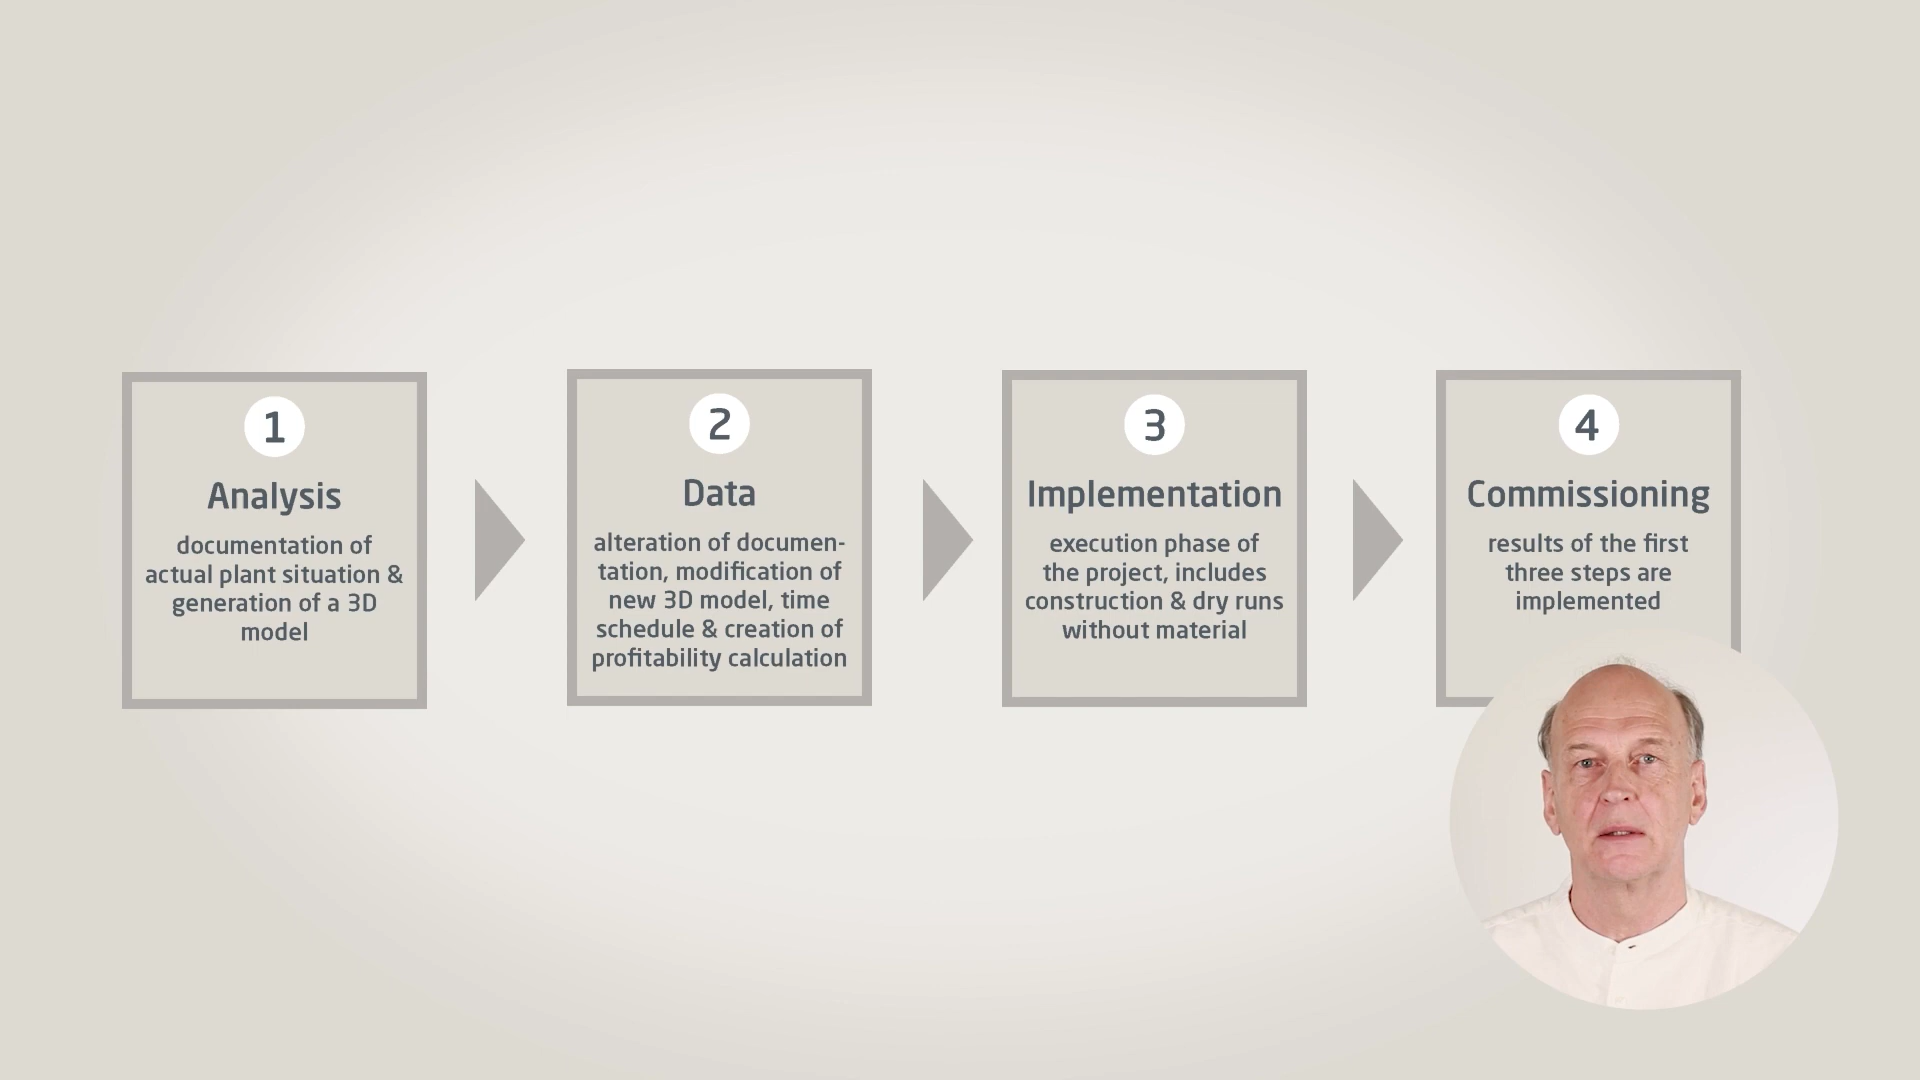 1
Analysis
documentation of
actual plant situation &
generation of a 3D
model
2
Data
alteration of documen-
tation, modification of
new 3D model, time
schedule & creation of
profitability calculation
3
Implementation
execution phase of
the project, includes
construction & dry runs
without material
4
Commissioning
results of the first
three steps are
implemented